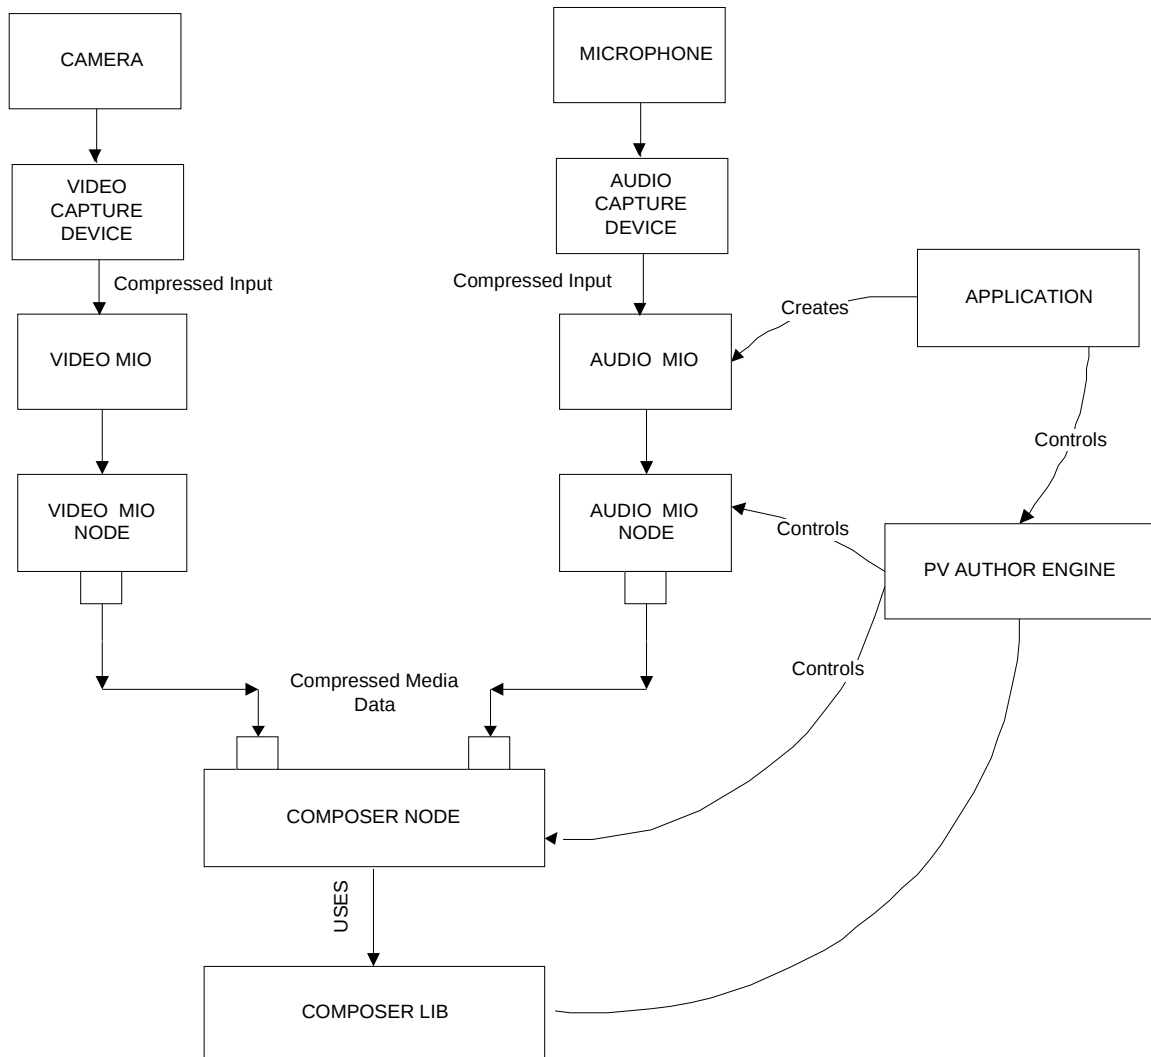 CAMERA
MICROPHONE
VIDEO
CAPTURE
DEVICE
AUDIO
CAPTURE
DEVICE
Compressed Input
Compressed Input
APPLICATION
Creates
VIDEO MIO
AUDIO MIO
Controls
VIDEO MIO
NODE
AUDIO MIO
NODE
Controls
PV AUTHOR ENGINE
Controls
Compressed Media
Data
COMPOSER NODE
USES
COMPOSER LIB